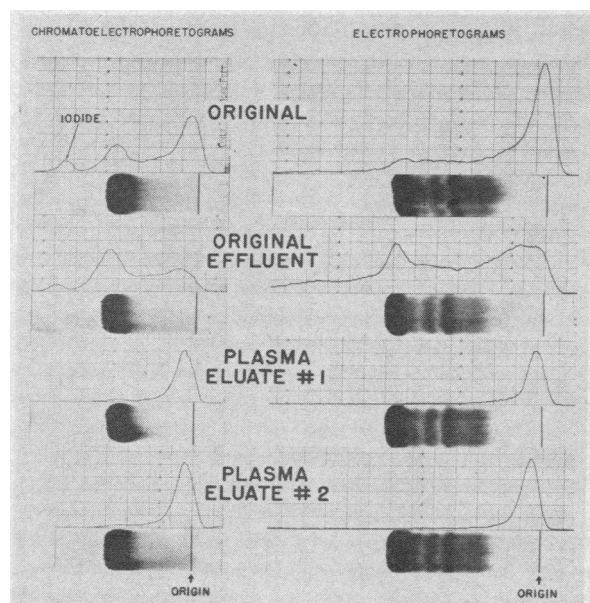 CHROMATOELECTROPHORETOGRAMS
ELECTROPHORETOGRAMS
ORIGINAL
IODIDE
ORIGINAL
EFFLUENT
PLASMA
ELUATE #1
PLASMA
ELUATE #2
ORIGIN
ORIGIN